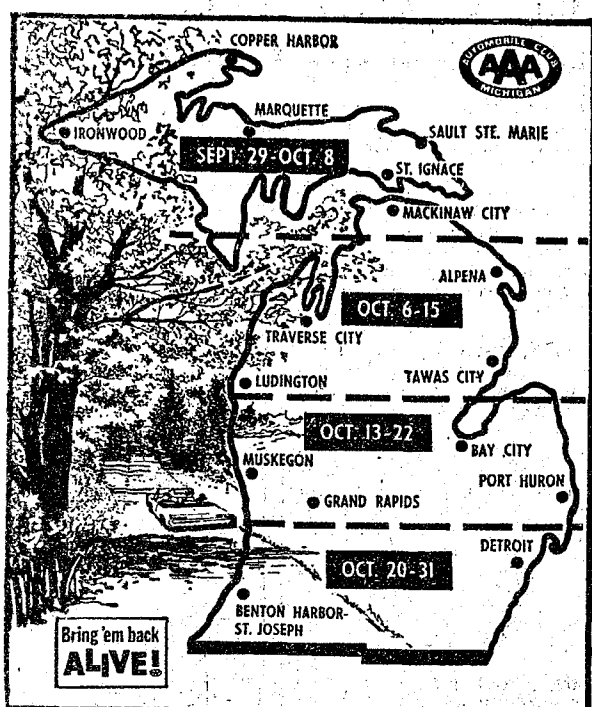 COPPER HARBOR
AUTOMOBILE CLUB
AAA
MICHIGAN
MARQUETTE
IRONWOOD
SAULT STE. MARIE
SEPT. 29-OCT. 8
ST. IGNACE
MACKINAW CITY
ALPENA
OCT. 6-15
TRAVERSE CITY
TAWAS CITY
LUDINGTON
OCT. 13-22
BAY CITY
MUSKEGON
PORT HURON
GRAND RAPIDS
DETROIT
OCT. 20-31
BENTON HARBOR-
ST. JOSEPH
Bring 'em back
ALIVE!